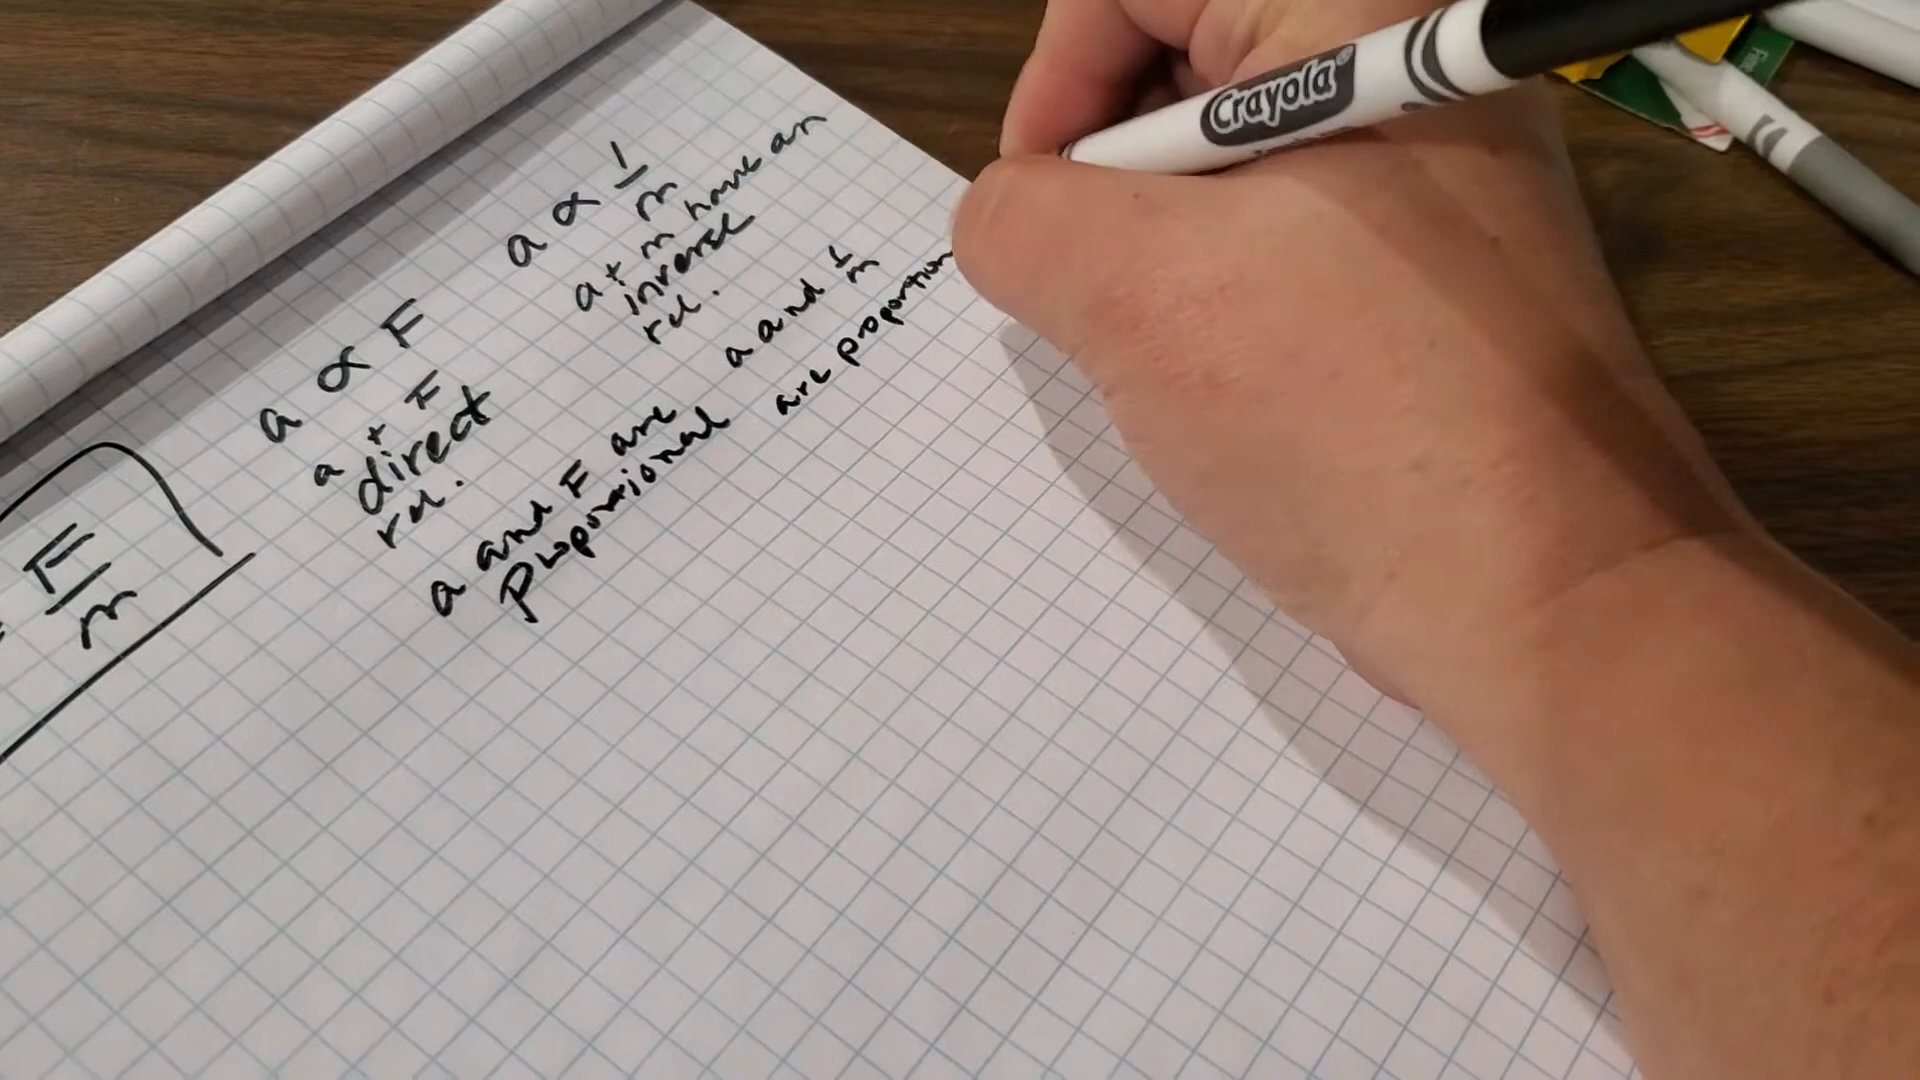 F
m
a ∝ F
a + F
direct
rel.
a ∝ 1
m
a + m have an
inverse
rel.
a and F are
proportional
a and 1
m
are proportion
Crayola®